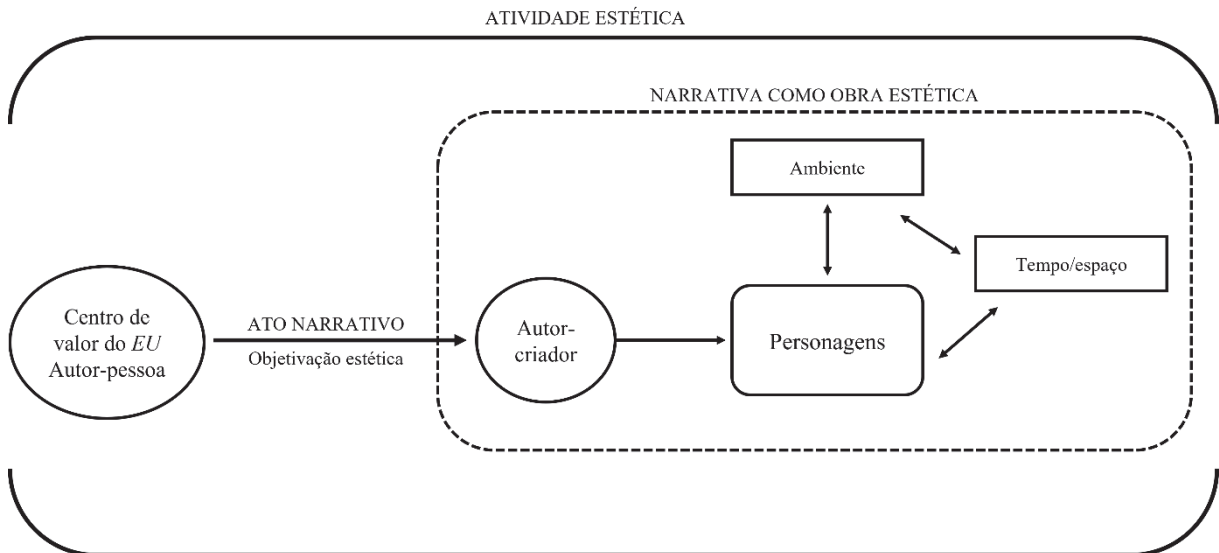 ATIVIDADE ESTÉTICA
NARRATIVA COMO OBRA ESTÉTICA
Ambiente
Tempo/espaço
Centro de
valor do EU
Autor-pessoa
ATO NARRATIVO
Objetivação estética
Autor-
criador
Personagens